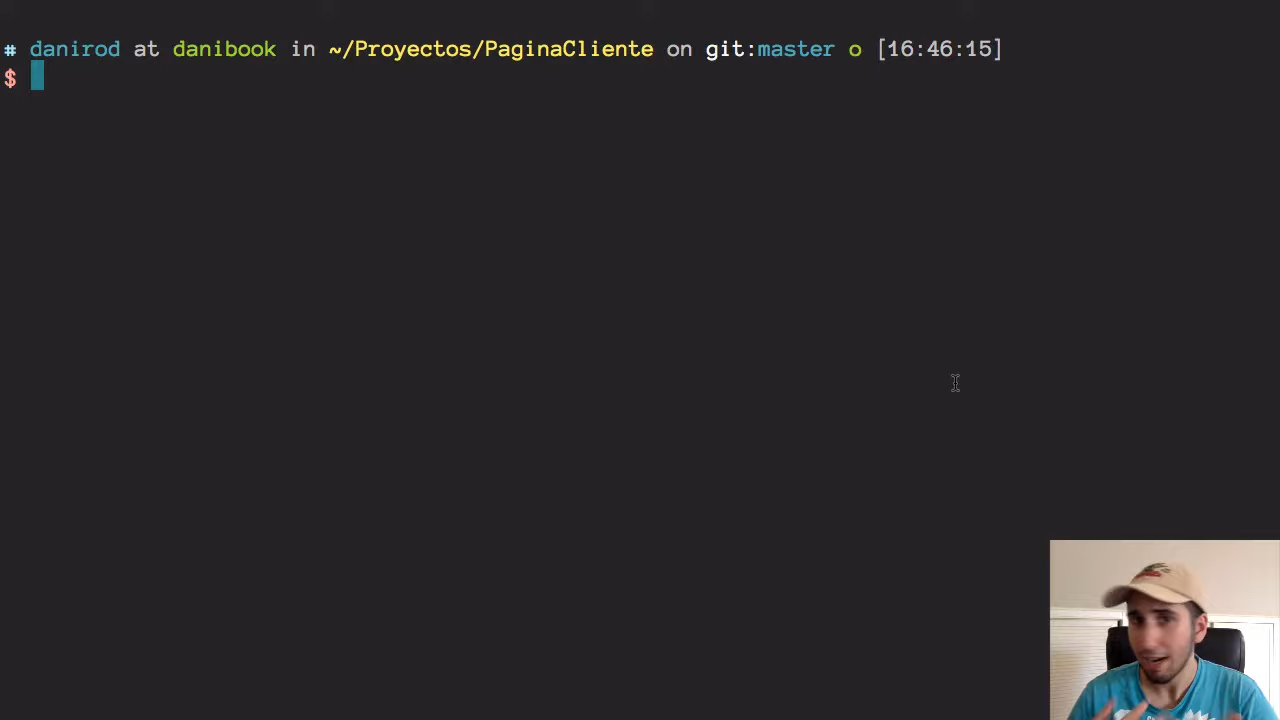 # danirod at danibook in ~/Proyectos/PaginaCliente on git:master o [16:46:15]
$